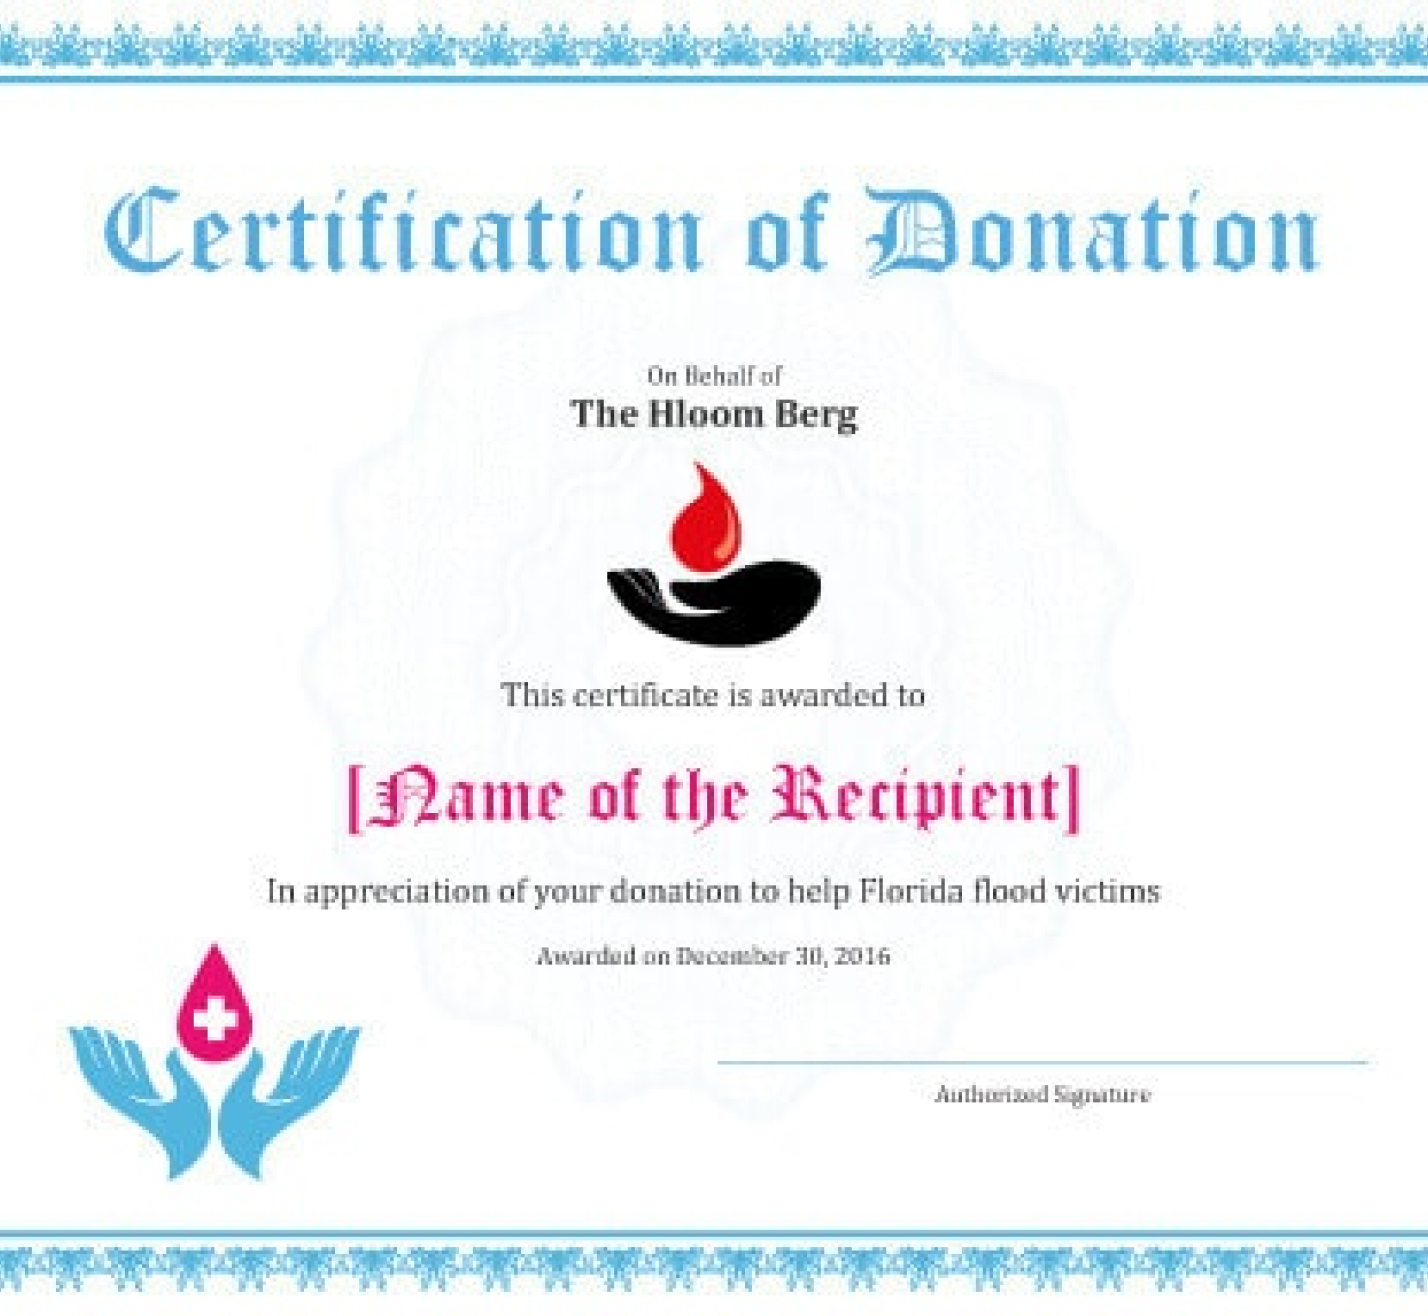 Certification of Donation
On Behalf of
The Hloom Berg
This certificate is awarded to
[Name of the Recipient]
In appreciation of your donation to help Florida flood victims
Awarded on December 30, 2016
Authorized Signature